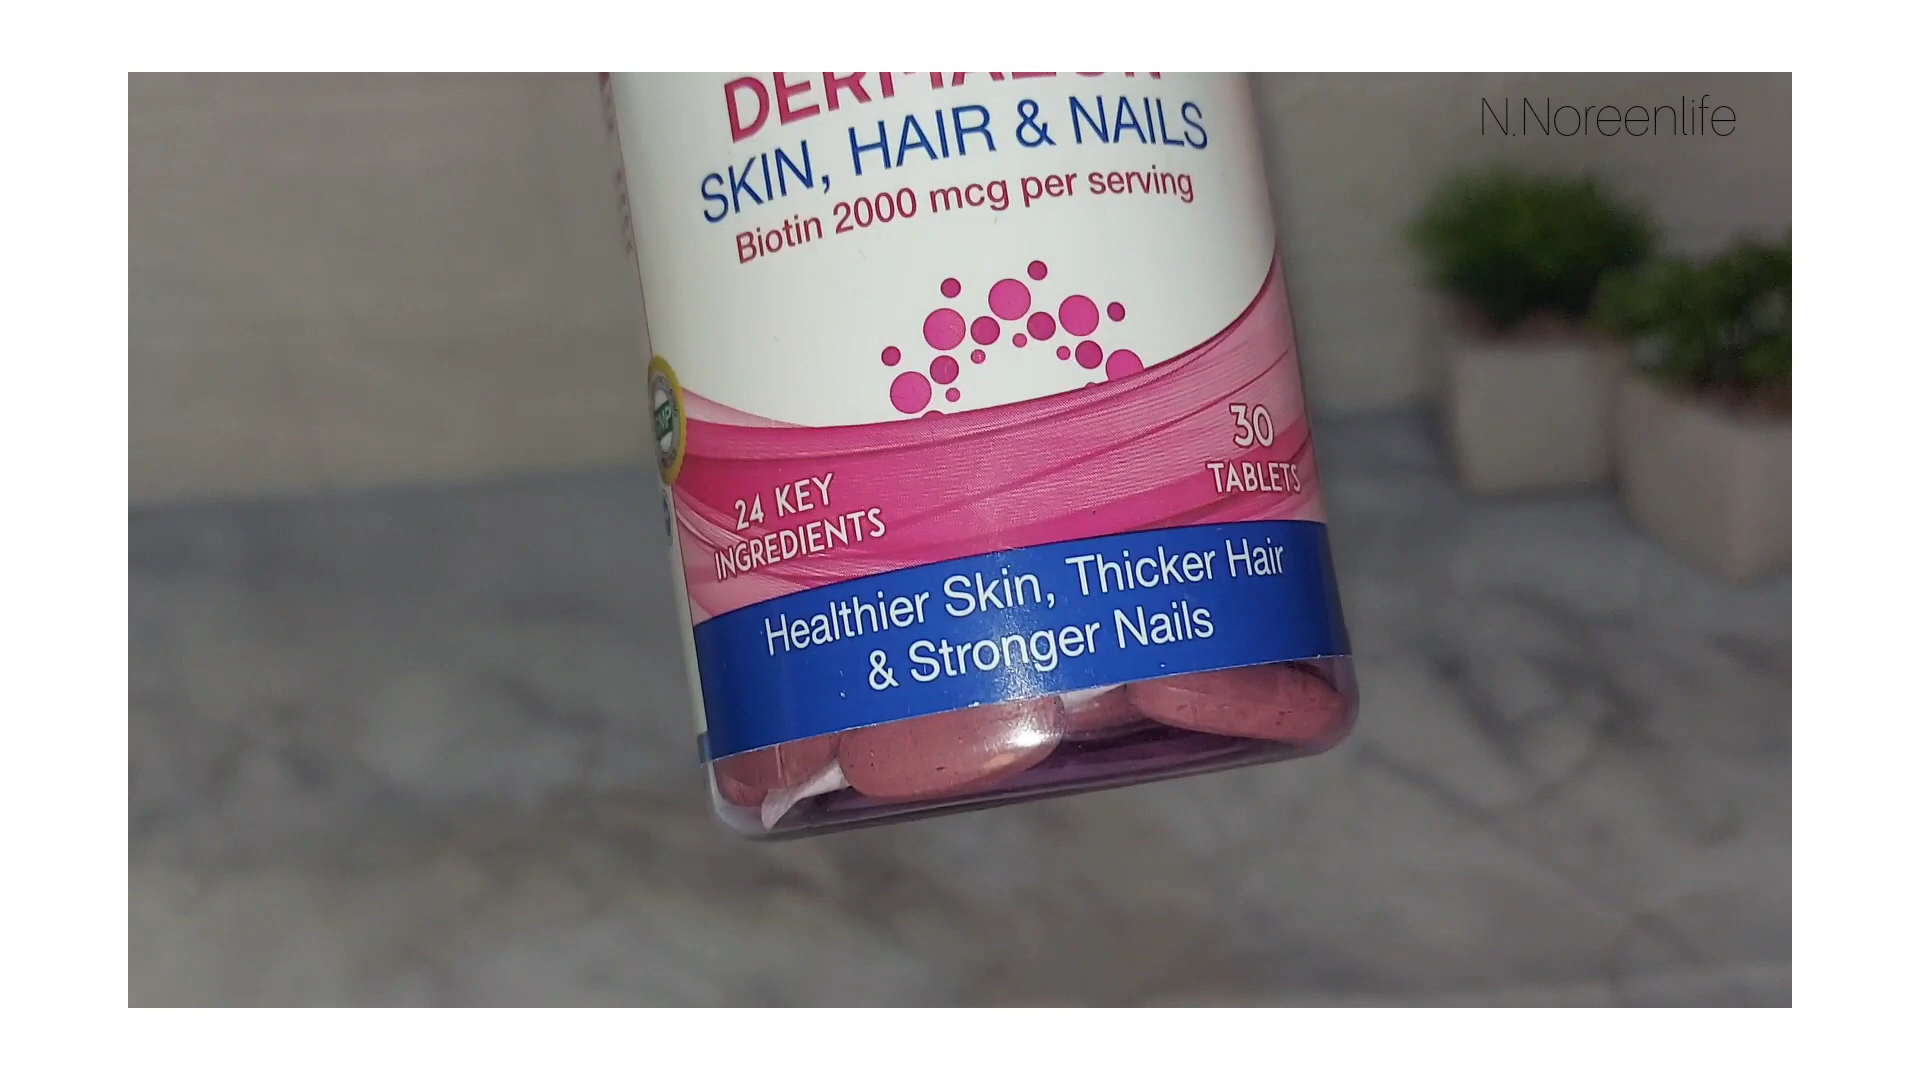 N.Noreenlife
SKIN, HAIR & NAILS
Biotin 2000 mcg per serving
30
TABLETS
24 KEY
INGREDIENTS
Healthier Skin, Thicker Hair
& Stronger Nails